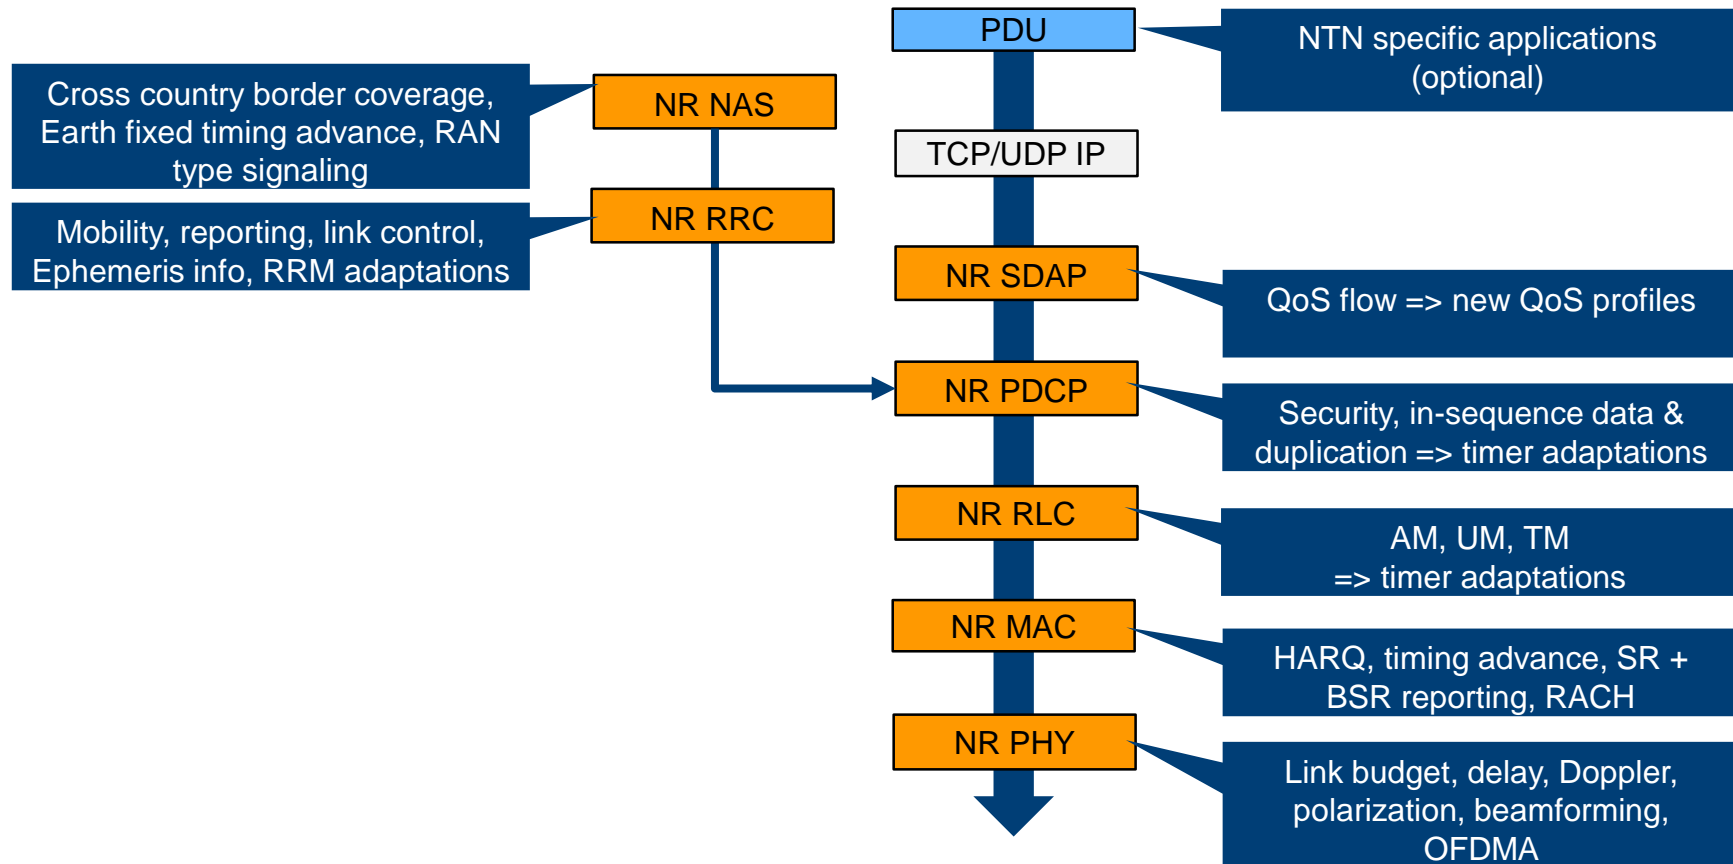 PDU
NTN specific applications
(optional)
Cross country border coverage,
Earth fixed timing advance, RAN
type signaling
NR NAS
TCP/UDP IP
Mobility, reporting, link control,
Ephemeris info, RRM adaptations
NR RRC
NR SDAP
QoS flow => new QoS profiles
NR PDCP
Security, in-sequence data &
duplication => timer adaptations
NR RLC
AM, UM, TM
=> timer adaptations
NR MAC
HARQ, timing advance, SR +
BSR reporting, RACH
NR PHY
Link budget, delay, Doppler,
polarization, beamforming,
OFDMA